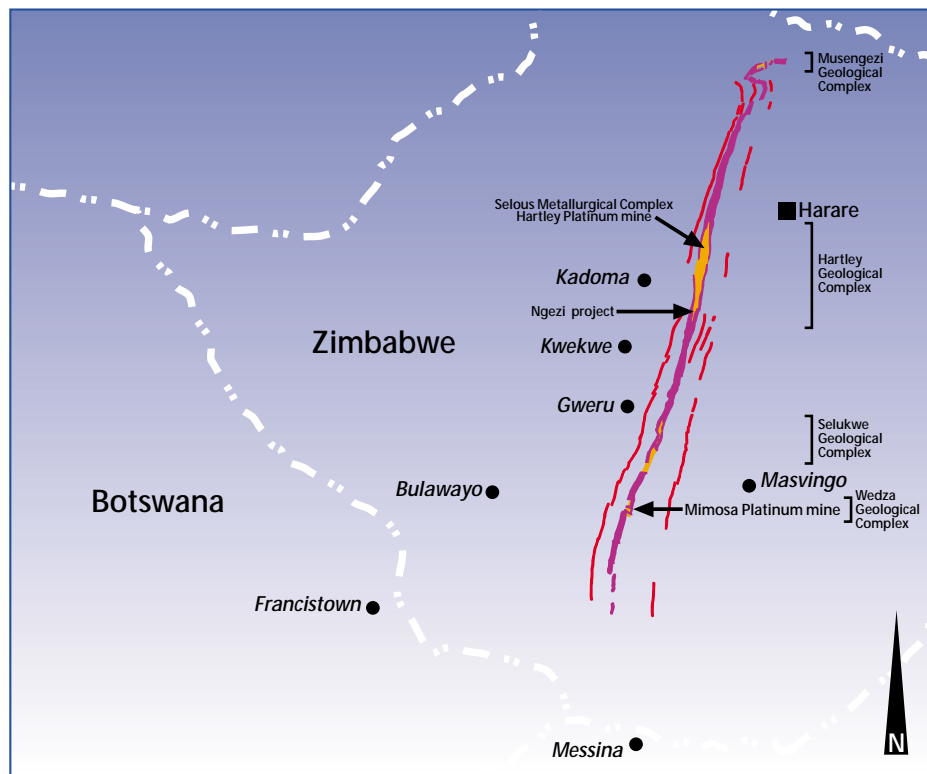 Musengezi
Geological
Complex
Selous Metallurgical Complex
Hartley Platinum mine
Harare
Hartley
Geological
Complex
Kadoma
Ngezi project
Zimbabwe
Kwekwe
Gweru
Selukwe
Geological
Complex
Botswana
Bulawayo
Masvingo
Mimosa Platinum mine
Wedza
Geological
Complex
Francistown
Messina
N